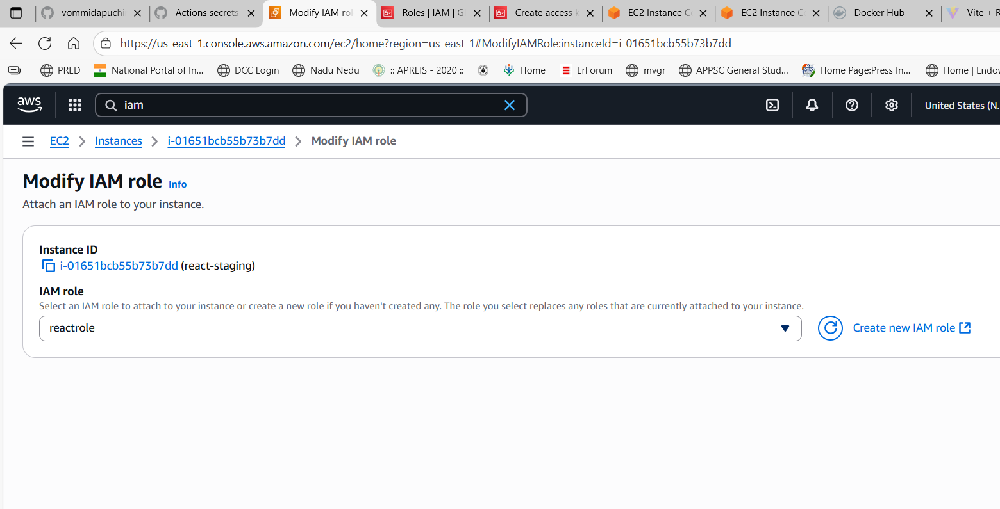 vommidapuchi
Actions secrets
Modify IAM rol
Roles | IAM | Gl
Create access k
EC2 Instance Co
EC2 Instance Co
Docker Hub
Vite + R
https://us-east-1.console.aws.amazon.com/ec2/home?region=us-east-1#ModifyIAMRole:instanceId=i-01651bcb55b73b7dd
PRED
National Portal of In...
DCC Login
Nadu Nedu
:: APREIS - 2020 ::
Home
ErForum
mvgr
APPSC General Stud...
Home Page:Press In...
Home | Endow
aws
iam
United States (N.
EC2 > Instances > i-01651bcb55b73b7dd > Modify IAM role
Modify IAM role Info
Attach an IAM role to your instance.
Instance ID
i-01651bcb55b73b7dd (react-staging)
IAM role
Select an IAM role to attach to your instance or create a new role if you haven't created any. The role you select replaces any roles that are currently attached to your instance.
reactrole
Create new IAM role